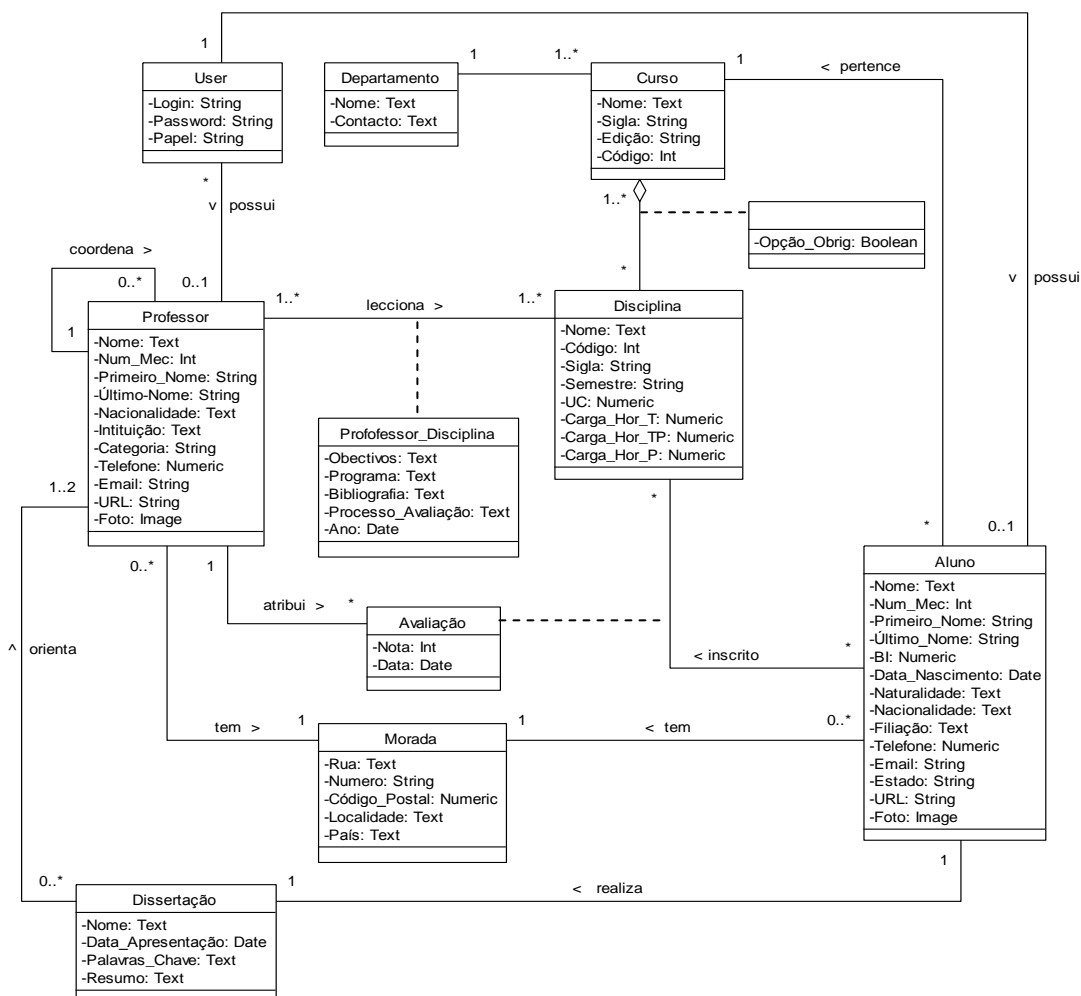 1
1
1
1..*
1
< pertence
*
User
-Login: String
-Password: String
-Papel: String
Departamento
-Nome: Text
-Contacto: Text
Curso
-Nome: Text
-Sigla: String
-Edição: String
-Código: Int
*
v possui
1..*
-Opção_Obrig: Boolean
coordena >
0..*
0..1
1
*
v possui
1..*
lecciona >
1..*
Professor
-Nome: Text
-Num_Mec: Int
-Primeiro_Nome: String
-Último-Nome: String
-Nacionalidade: Text
-Intituição: Text
-Categoria: String
-Telefone: Numeric
-Email: String
-URL: String
-Foto: Image
Disciplina
-Nome: Text
-Código: Int
-Sigla: String
-Semestre: String
-UC: Numeric
-Carga_Hor_T: Numeric
-Carga_Hor_TP: Numeric
-Carga_Hor_P: Numeric
Profofessor_Disciplina
-Obectivos: Text
-Programa: Text
-Bibliografia: Text
-Processo_Avaliação: Text
-Ano: Date
1..2
*
*
0..1
0..*
1
atribui >
*
Avaliação
-Nota: Int
-Data: Date
Aluno
-Nome: Text
-Num_Mec: Int
-Primeiro_Nome: String
-Último_Nome: String
-BI: Numeric
-Data_Nascimento: Date
-Naturalidade: Text
-Nacionalidade: Text
-Filiação: Text
-Telefone: Numeric
-Email: String
-Estado: String
-URL: String
-Foto: Image
^ orienta
< inscrito
*
tem >
1
1
< tem
0..*
Morada
-Rua: Text
-Numero: String
-Código_Postal: Numeric
-Localidade: Text
-País: Text
0..*
1
< realiza
1
Dissertação
-Nome: Text
-Data_Apresentação: Date
-Palavras_Chave: Text
-Resumo: Text